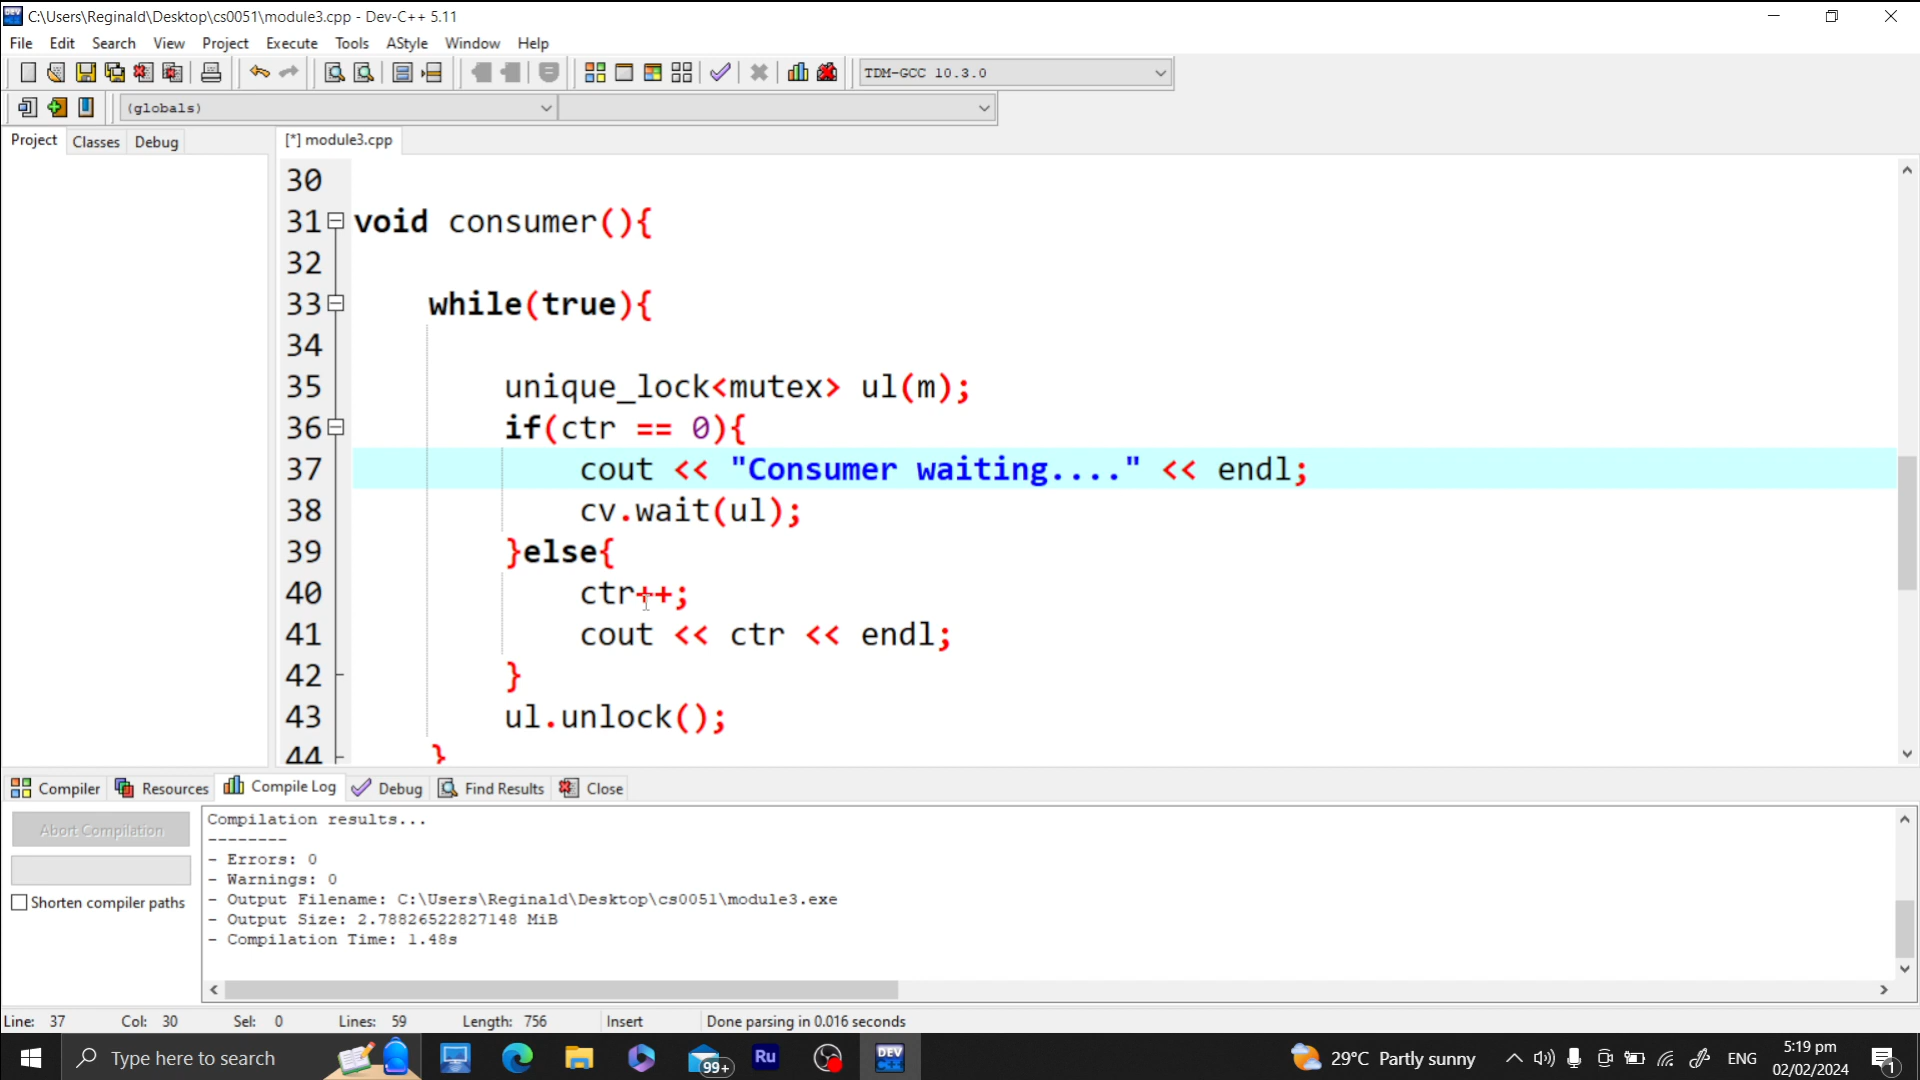 C:\Users\Reginald\Desktop\cs0051\module3.cpp - Dev-C++ 5.11
File Edit Search View Project Execute Tools AStyle Window Help
TDM-GCC 10.3.0
(globals)
Project Classes Debug
[*] module3.cpp
30
31 void consumer(){
32
33 while(true){
34
35 unique_lock<mutex> ul(m);
36 if(ctr == 0){
37 cout << "Consumer waiting...." << endl;
38 cv.wait(ul);
39 }else{
40 ctr++;
41 cout << ctr << endl;
42 }
43 ul.unlock();
44 }
Compiler Resources Compile Log Debug Find Results Close
Abort Compilation
Shorten compiler paths
Compilation results...
--------
- Errors: 0
- Warnings: 0
- Output Filename: C:\Users\Reginald\Desktop\cs0051\module3.exe
- Output Size: 2.78826522827148 MiB
- Compilation Time: 1.48s
Line: 37 Col: 30 Sel: 0 Lines: 59 Length: 756 Insert Done parsing in 0.016 seconds
Type here to search
99+
Ru
DEV
29°C Partly sunny
ENG
5:19 pm
02/02/2024
1